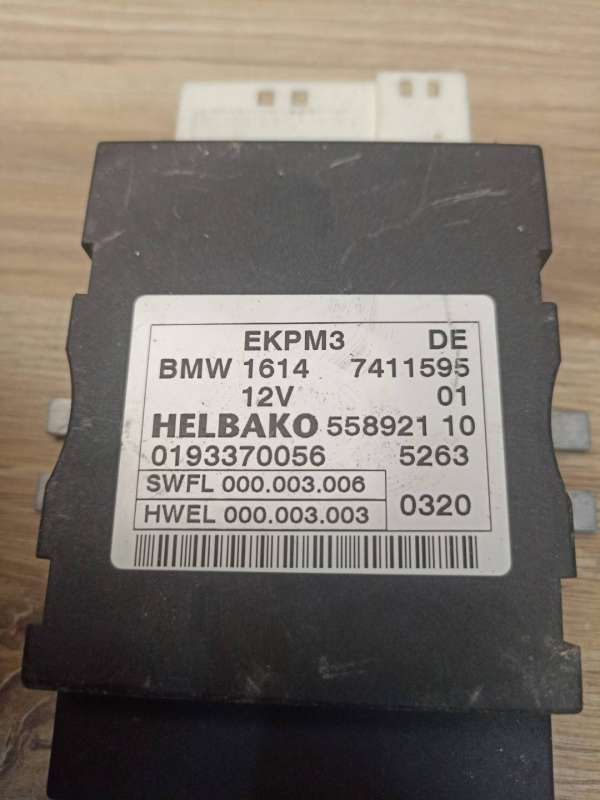 EKPM3 DE
BMW 1614 7411595
12V 01
HELBAKO 558921 10
0193370056 5263
SWFL 000.003.006
HWEL 000.003.003 0320